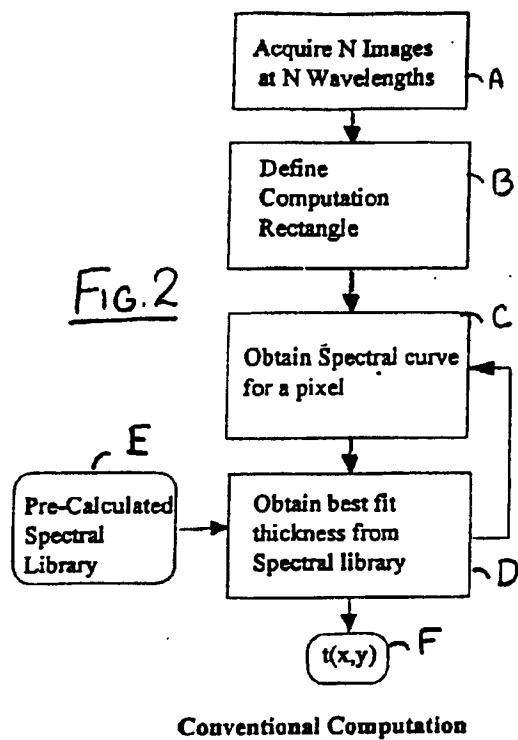 Acquire N Images
at N Wavelengths
A
Define
Computation
Rectangle
B
FIG.2
C
Obtain Spectral curve
for a pixel
E
Pre-Calculated
Spectral
Library
Obtain best fit
thickness from
Spectral library
D
t(x,y)
F
Conventional Computation